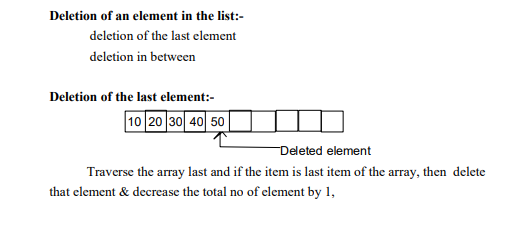 Deletion of an element in the list:-
deletion of the last element
deletion in between
Deletion of the last element:-
10 20 30 40 50
Deleted element
Traverse the array last and if the item is last item of the array, then delete
that element & decrease the total no of element by 1,